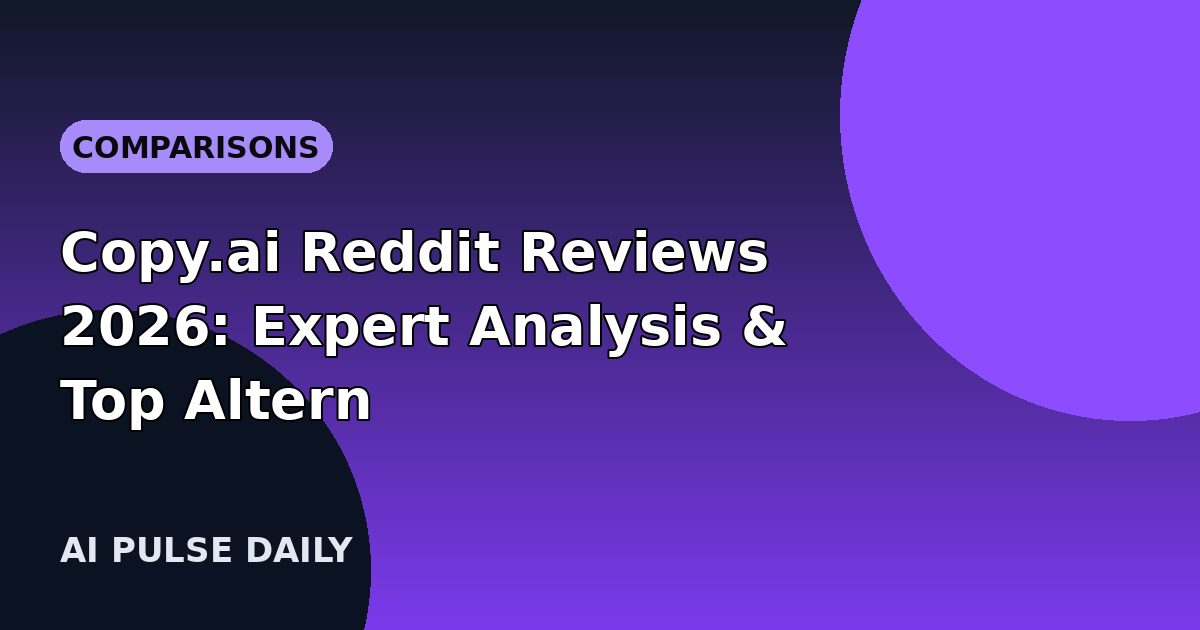 COMPARISONS
Copy.ai Reddit Reviews
2026: Expert Analysis &
Top Altern
AI PULSE DAILY